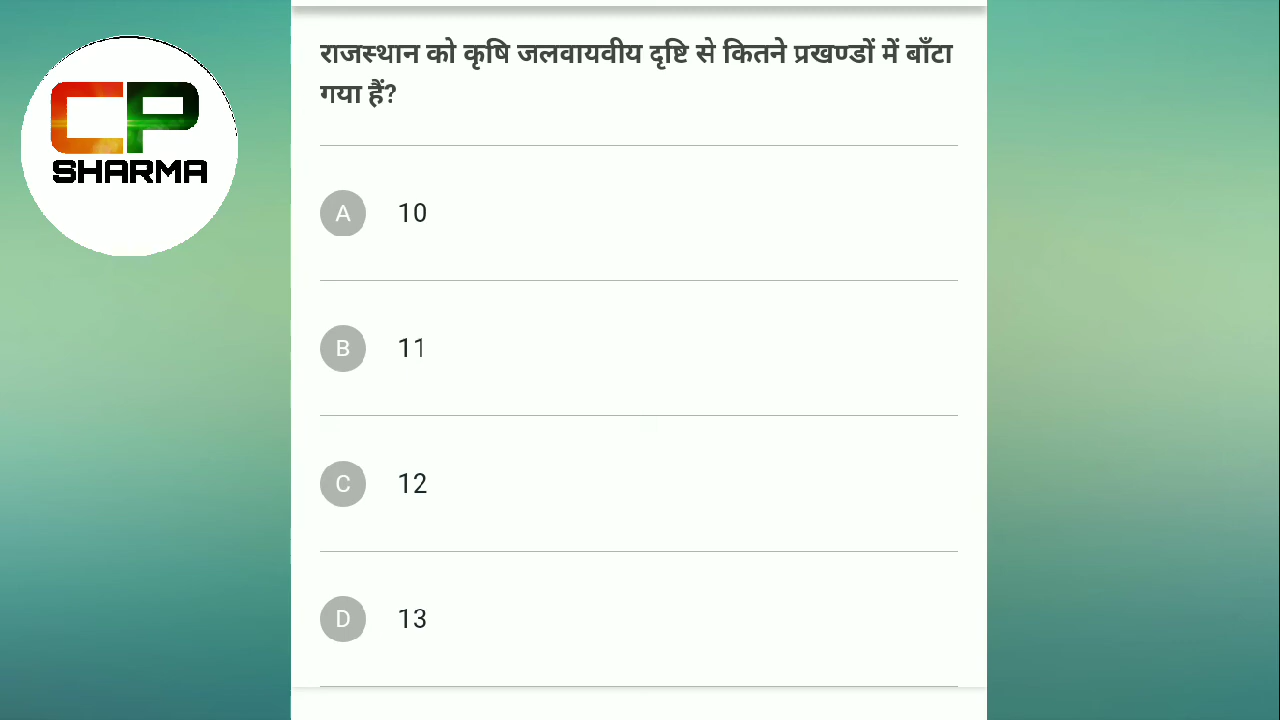 CP
SHARMA
राजस्थान को कृषि जलवायवीय दृष्टि से कितने प्रखण्डों में बाँटा
गया हैं?
A 10
B 11
C 12
D 13